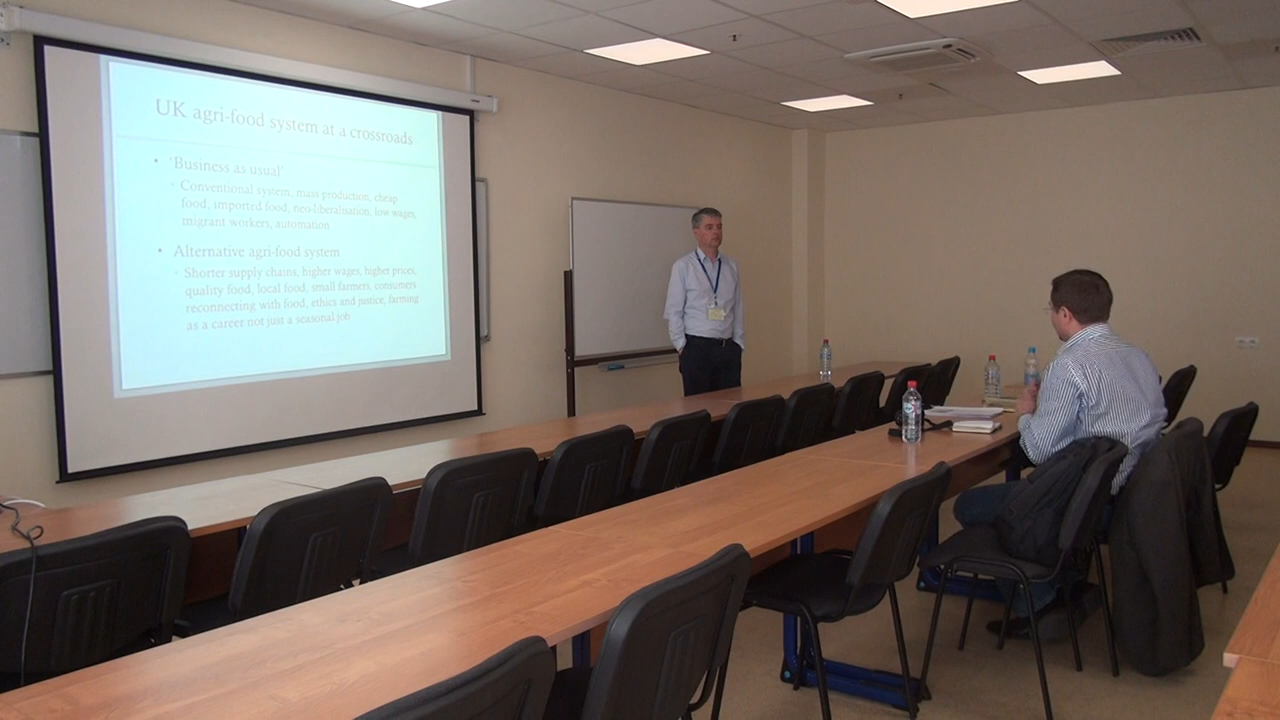 UK agri-food system at a crossroads
• 'Business as usual'
◦ Conventional system, mass production, cheap
food, imported food, neo-liberalisation, low wages,
migrant workers, automation
• Alternative agri-food system
◦ Shorter supply chains, higher wages, higher prices,
quality food, local food, small farmers, consumers
reconnecting with food, ethics and justice, farming
as a career not just a seasonal job